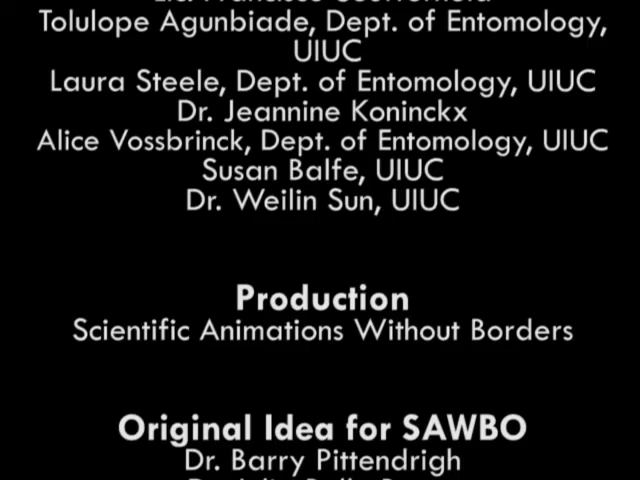 Tolulope Agunbiade, Dept. of Entomology,
UIUC
Laura Steele, Dept. of Entomology, UIUC
Dr. Jeannine Koninckx
Alice Vossbrinck, Dept. of Entomology, UIUC
Susan Balfe, UIUC
Dr. Weilin Sun, UIUC
Production
Scientific Animations Without Borders
Original Idea for SAWBO
Dr. Barry Pittendrigh